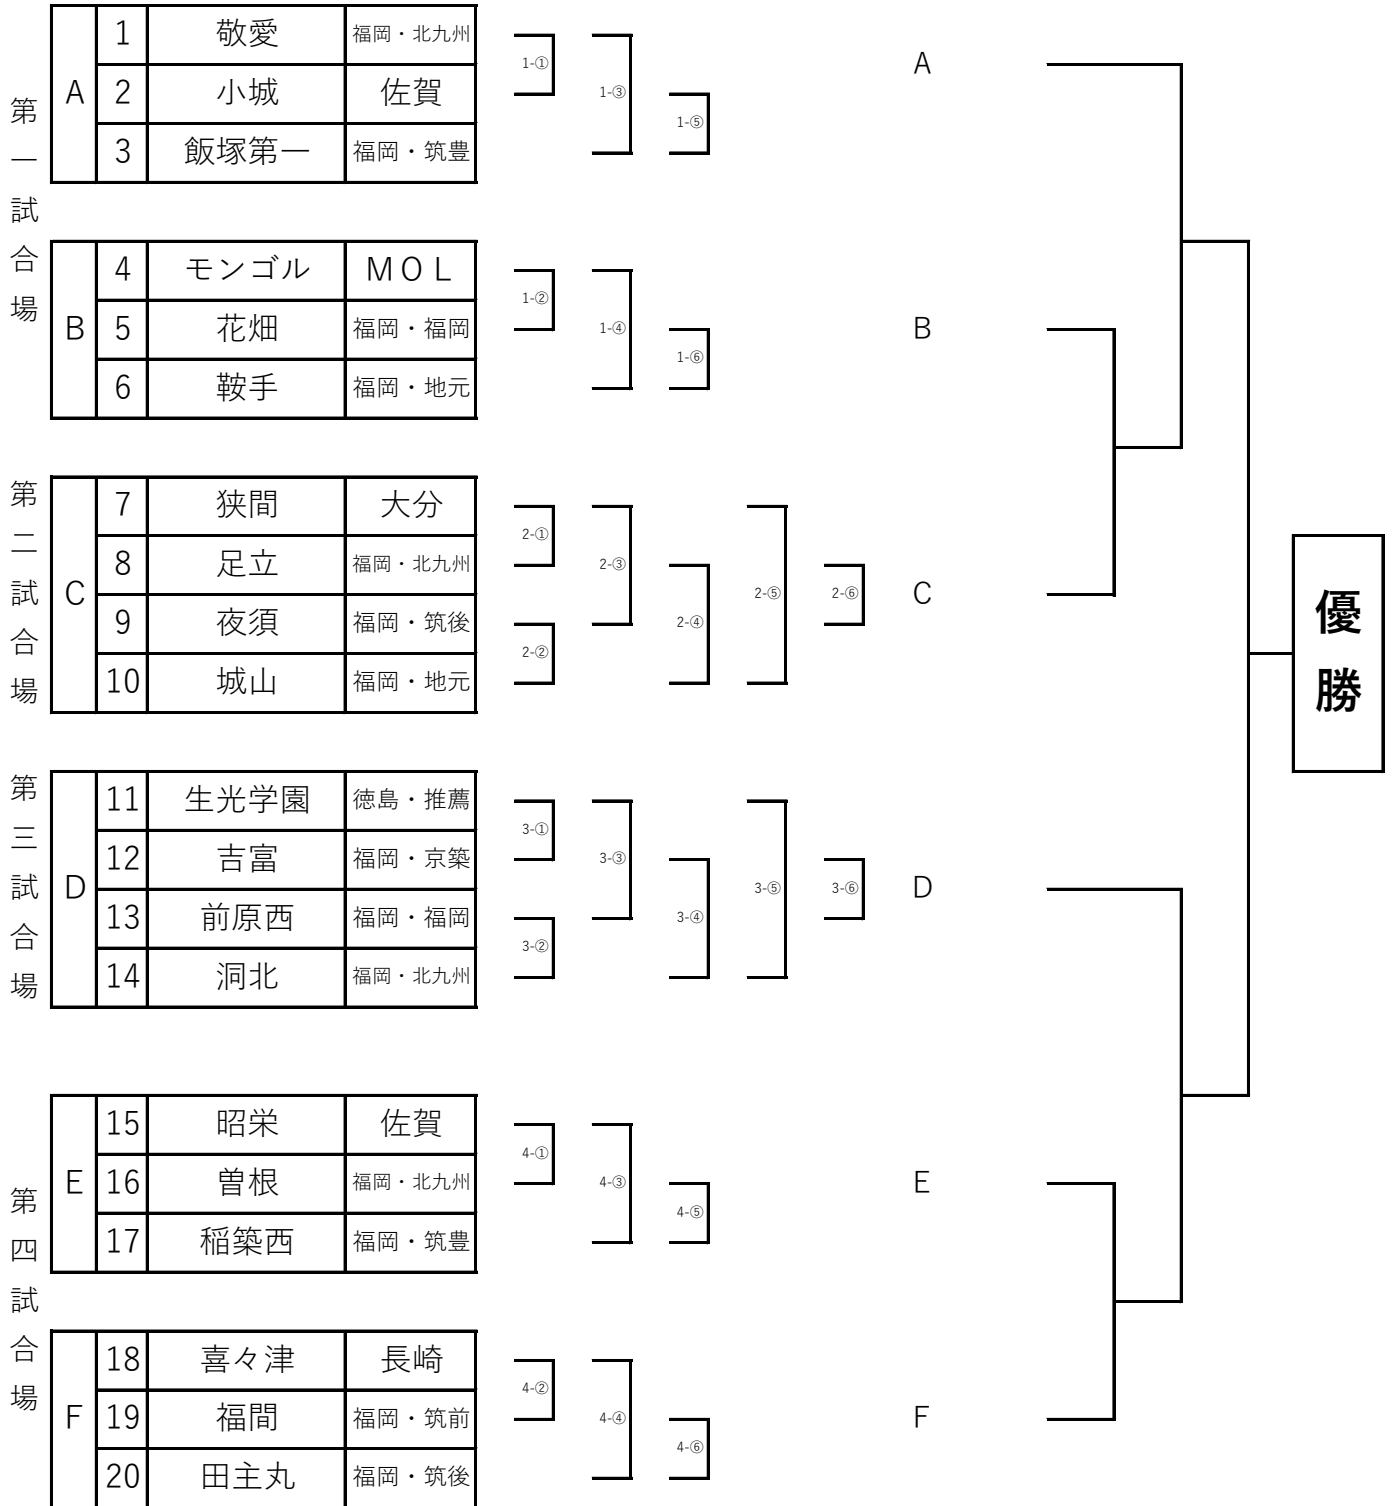 第一試合場
A
1 敬愛 福岡・北九州
2 小城 佐賀
3 飯塚第一 福岡・筑豊
1-①
1-③
1-⑤
B
4 モンゴル ＭＯＬ
5 花畑 福岡・福岡
6 鞍手 福岡・地元
1-②
1-④
1-⑥
第二試合場
C
7 狭間 大分
8 足立 福岡・北九州
9 夜須 福岡・筑後
10 城山 福岡・地元
2-①
2-②
2-③
2-④
2-⑤
2-⑥
第三試合場
D
11 生光学園 徳島・推薦
12 吉富 福岡・京築
13 前原西 福岡・福岡
14 洞北 福岡・北九州
3-①
3-②
3-③
3-④
3-⑤
3-⑥
第四試合場
E
15 昭栄 佐賀
16 曽根 福岡・北九州
17 稲築西 福岡・筑豊
4-①
4-③
4-⑤
F
18 喜々津 長崎
19 福間 福岡・筑前
20 田主丸 福岡・筑後
4-②
4-④
4-⑥
A
B
C
D
E
F
優勝